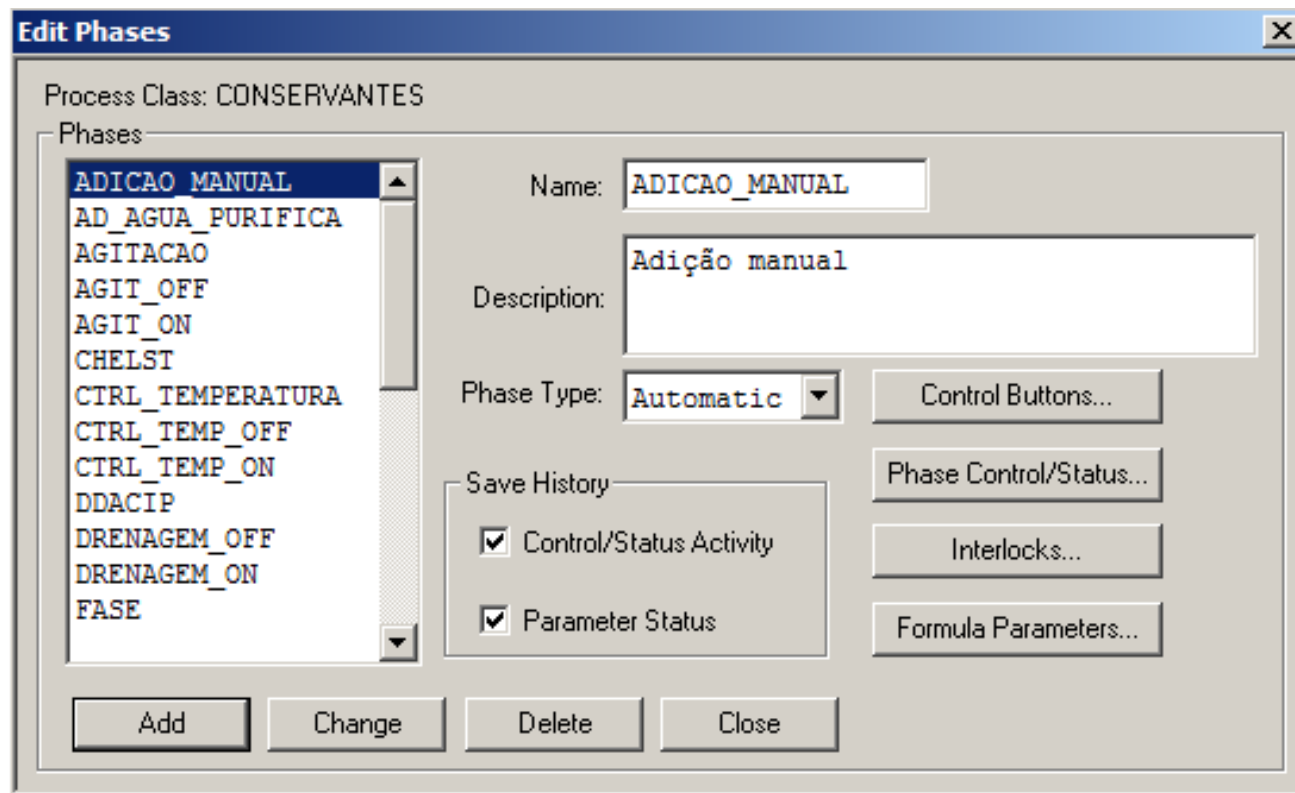 Edit Phases
Process Class: CONSERVANTES
Phases
ADICAO_MANUAL
AD_AGUA_PURIFICA
AGITACAO
AGIT_OFF
AGIT_ON
CHELST
CTRL_TEMPERATURA
CTRL_TEMP_OFF
CTRL_TEMP_ON
DDACIP
DRENAGEM_OFF
DRENAGEM_ON
FASE
Name: ADICAO_MANUAL
Description: Adição manual
Phase Type: Automatic
Save History
Control/Status Activity
Parameter Status
Control Buttons...
Phase Control/Status...
Interlocks...
Formula Parameters...
Add Change Delete Close